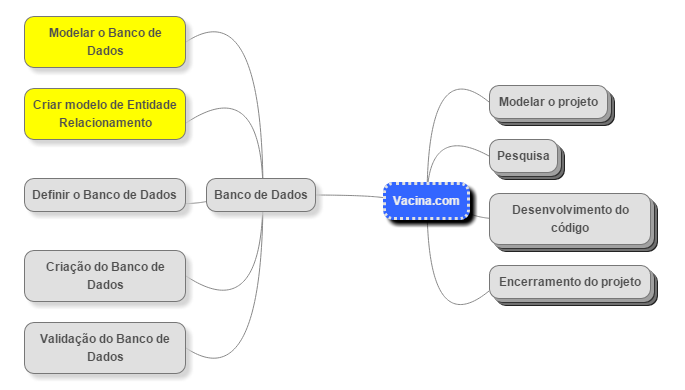 Modelar o Banco de
Dados
Criar modelo de Entidade
Relacionamento
Definir o Banco de Dados
Criação do Banco de
Dados
Validação do Banco de
Dados
Banco de Dados
Vacina.com
Modelar o projeto
Pesquisa
Desenvolvimento do
código
Encerramento do projeto